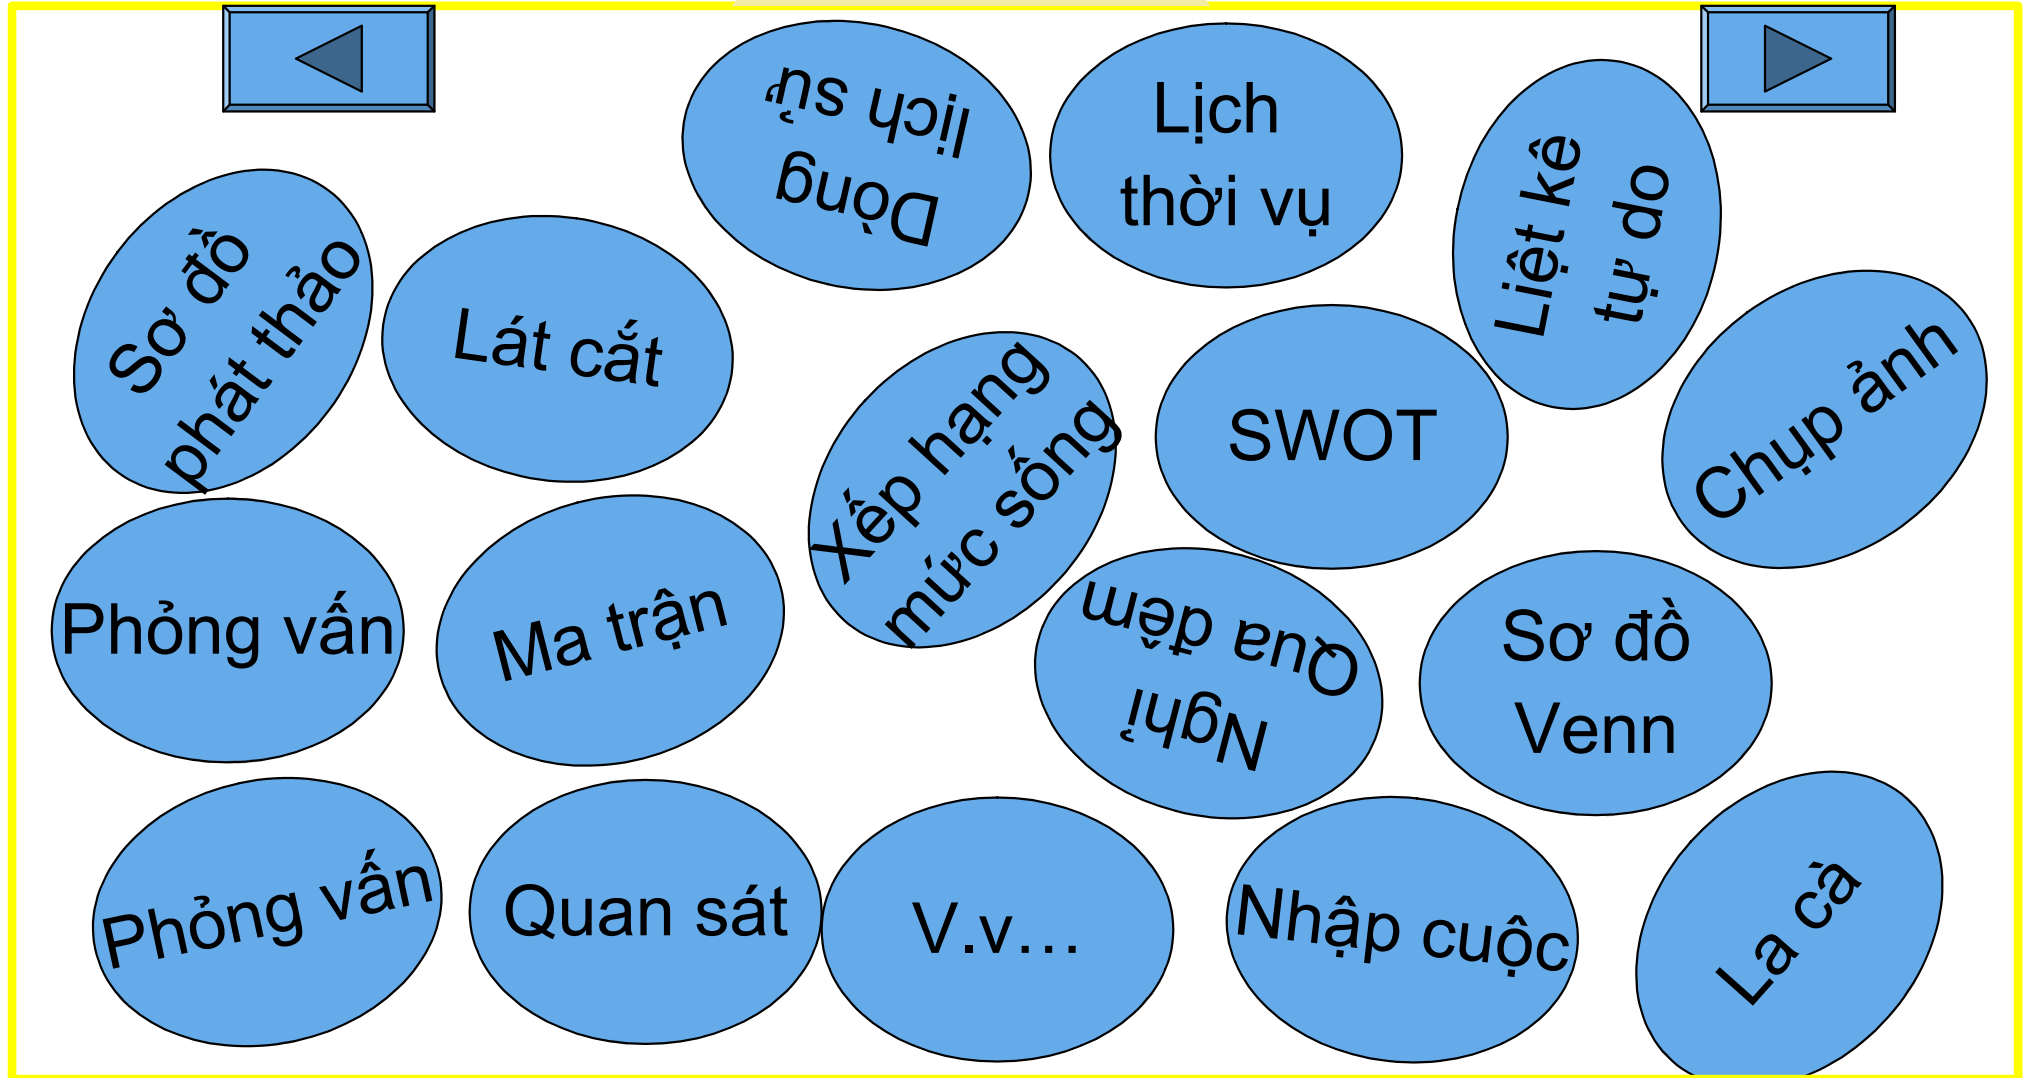 Dòng
lịch sử
Lịch
thời vụ
Liệt kê
tự do
Sơ đồ
phát thảo
Lát cắt
Xếp hạng
mức sống
SWOT
Chụp ảnh
Phỏng vấn
Ma trận
Nghỉ
Qua đêm
Sơ đồ
Venn
Phỏng vấn
Quan sát
V.v…
Nhập cuộc
La cà